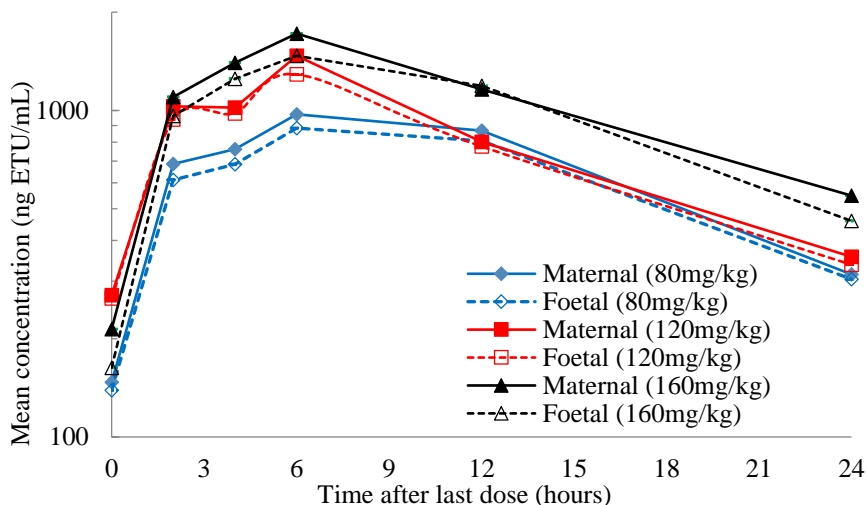 Mean concentration (ng ETU/mL)
1000
100
Maternal (80mg/kg)
Foetal (80mg/kg)
Maternal (120mg/kg)
Foetal (120mg/kg)
Maternal (160mg/kg)
Foetal (160mg/kg)
0 3 6 9 12 15 18 21 24
Time after last dose (hours)